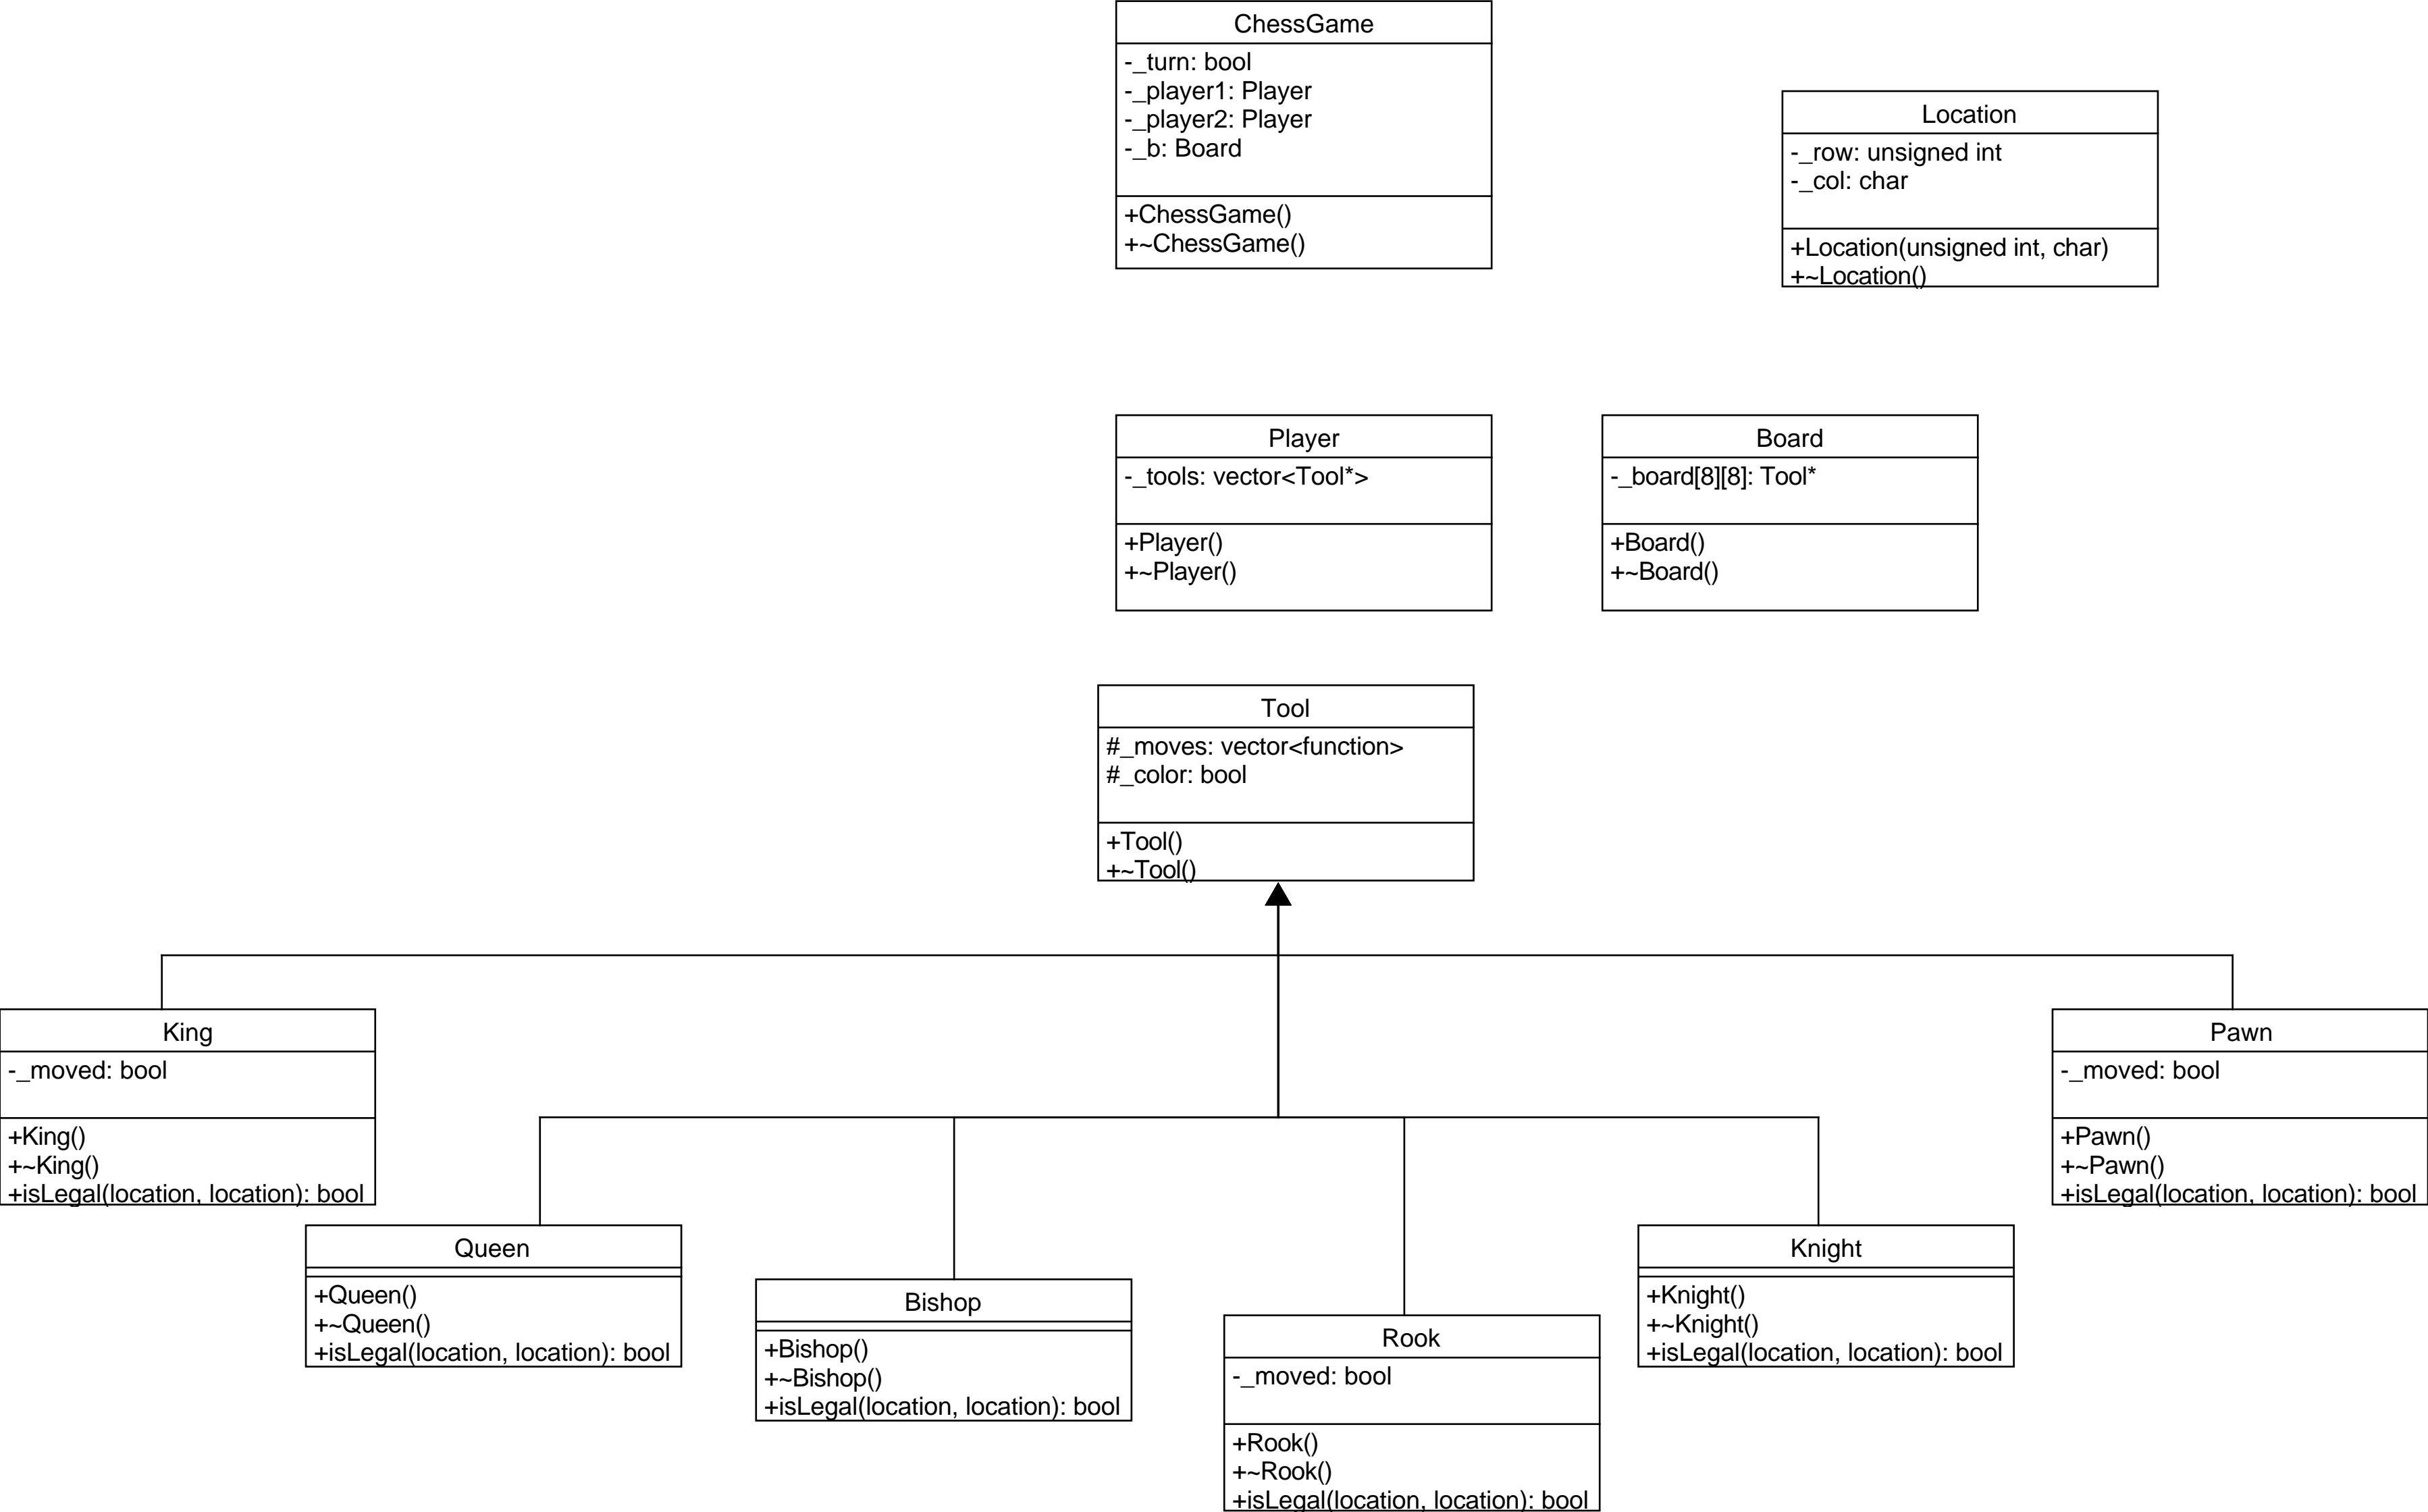 ChessGame
-_turn: bool
-_player1: Player
-_player2: Player
-_b: Board
+ChessGame()
+~ChessGame()
Location
-_row: unsigned int
-_col: char
+Location(unsigned int, char)
+~Location()
Player
-_tools: vector<Tool*>
+Player()
+~Player()
Board
-_board[8][8]: Tool*
+Board()
+~Board()
Tool
#_moves: vector<function>
#_color: bool
+Tool()
+~Tool()
King
-_moved: bool
+King()
+~King()
+isLegal(location, location): bool
Pawn
-_moved: bool
+Pawn()
+~Pawn()
+isLegal(location, location): bool
Queen
+Queen()
+~Queen()
+isLegal(location, location): bool
Bishop
+Bishop()
+~Bishop()
+isLegal(location, location): bool
Rook
-_moved: bool
+Rook()
+~Rook()
+isLegal(location, location): bool
Knight
+Knight()
+~Knight()
+isLegal(location, location): bool